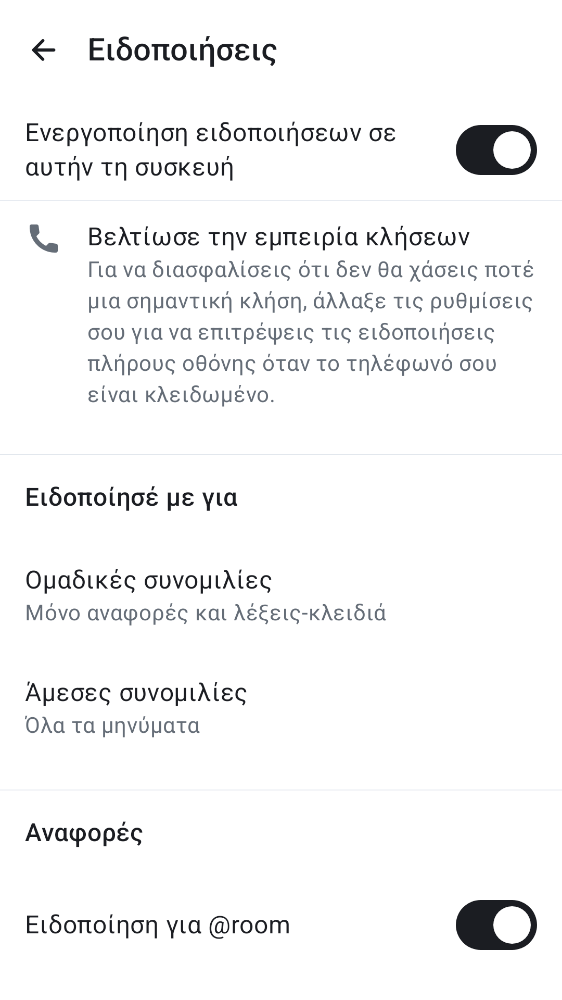 Ειδοποιήσεις
Ενεργοποίηση ειδοποιήσεων σε
αυτήν τη συσκευή
Βελτίωσε την εμπειρία κλήσεων
Για να διασφαλίσεις ότι δεν θα χάσεις ποτέ
μια σημαντική κλήση, άλλαξε τις ρυθμίσεις
σου για να επιτρέψεις τις ειδοποιήσεις
πλήρους οθόνης όταν το τηλέφωνό σου
είναι κλειδωμένο.
Ειδοποίησέ με για
Ομαδικές συνομιλίες
Μόνο αναφορές και λέξεις-κλειδιά
Άμεσες συνομιλίες
Όλα τα μηνύματα
Αναφορές
Ειδοποίηση για @room